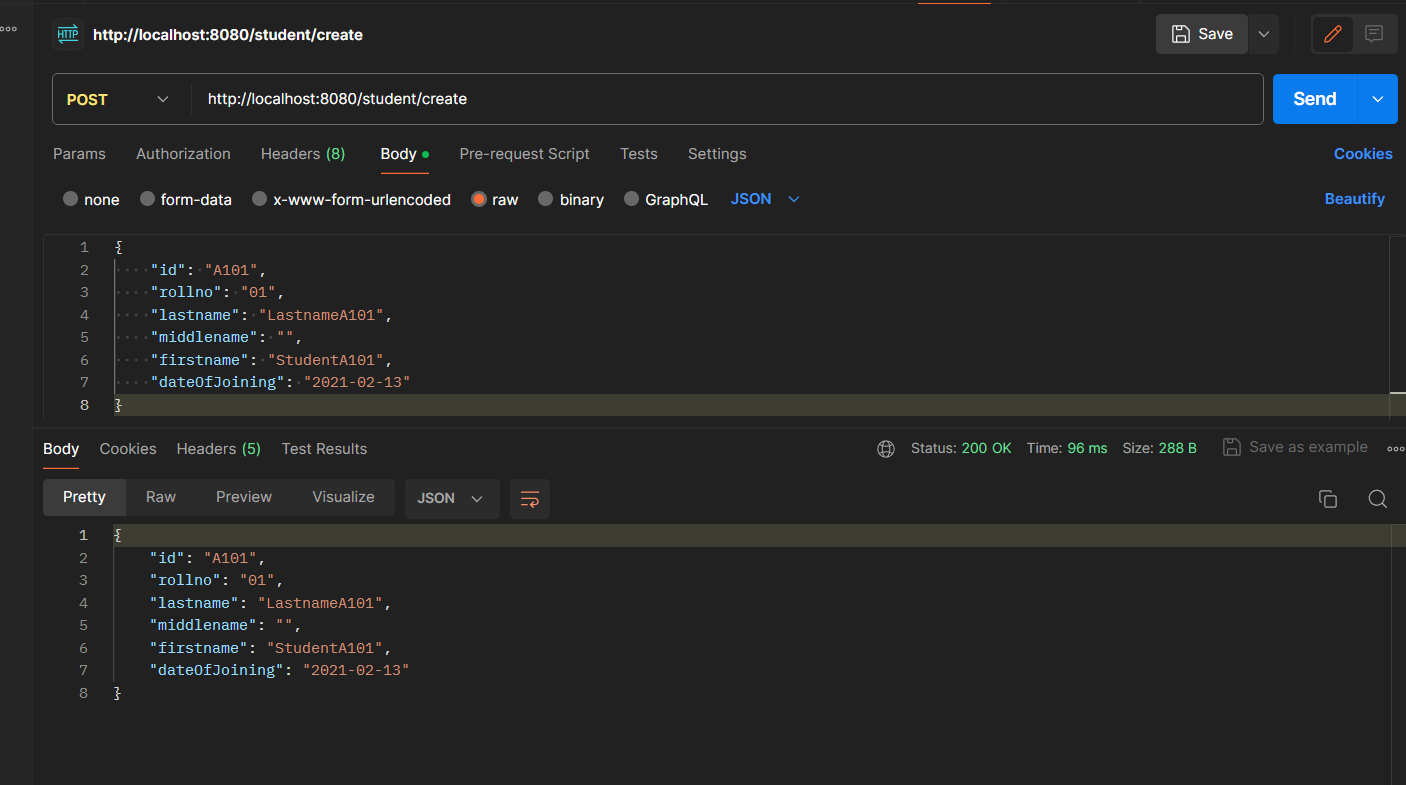 HTTP http://localhost:8080/student/create Save
POST http://localhost:8080/student/create Send
Params Authorization Headers (8) Body Pre-request Script Tests Settings Cookies
none form-data x-www-form-urlencoded raw binary GraphQL JSON Beautify
1 {
2 "id": "A101",
3 "rollno": "01",
4 "lastname": "LastnameA101",
5 "middlename": "",
6 "firstname": "StudentA101",
7 "dateOfJoining": "2021-02-13"
8 }
Body Cookies Headers (5) Test Results Status: 200 OK Time: 96 ms Size: 288 B Save as example
Pretty Raw Preview Visualize JSON
1 {
2 "id": "A101",
3 "rollno": "01",
4 "lastname": "LastnameA101",
5 "middlename": "",
6 "firstname": "StudentA101",
7 "dateOfJoining": "2021-02-13"
8 }